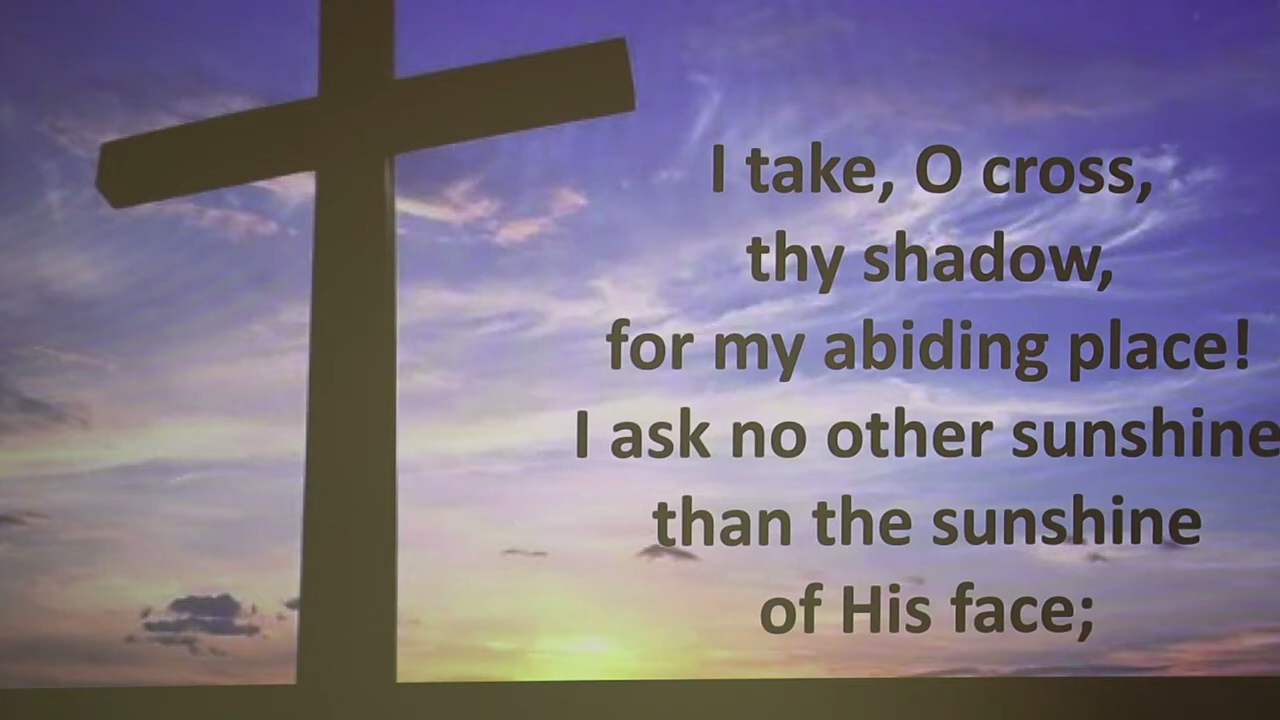 I take, O cross,
thy shadow,
for my abiding place!
I ask no other sunshine
than the sunshine
of His face;